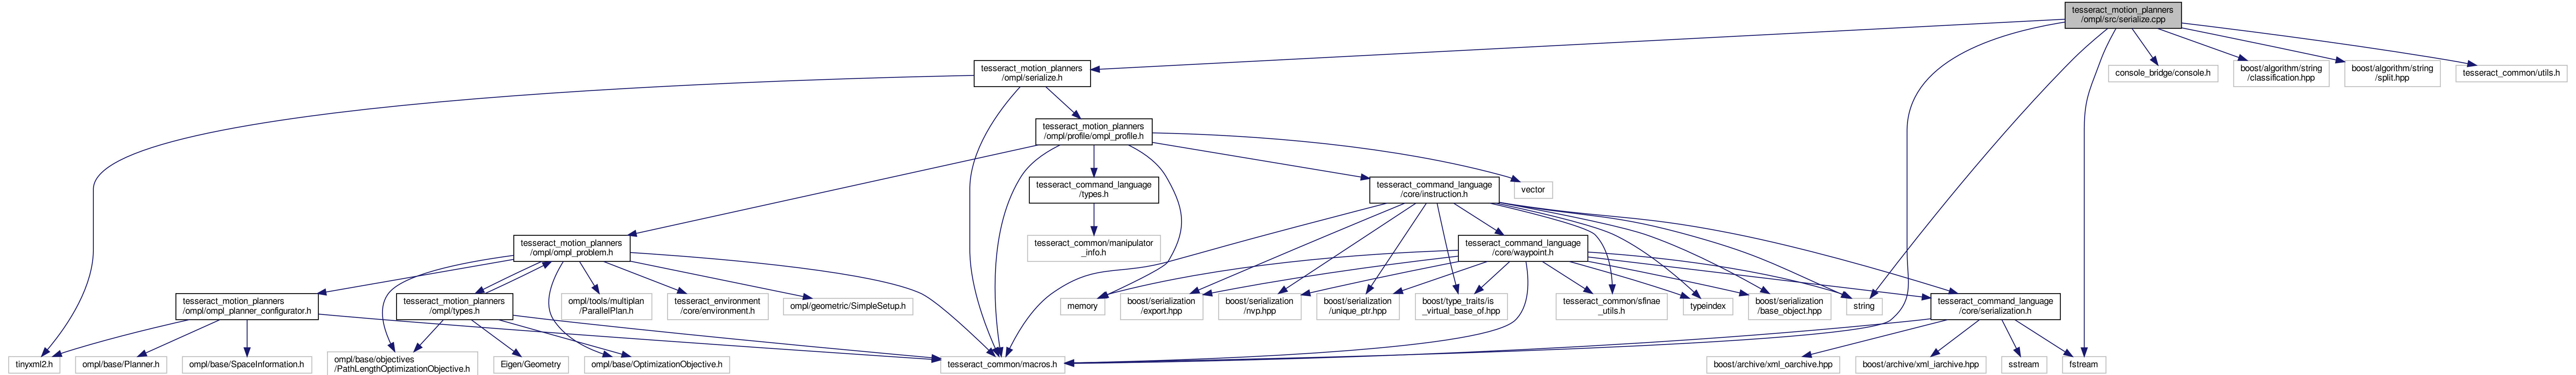 tesseract_motion_planners
/ompl/src/serialize.cpp
tesseract_motion_planners
/ompl/serialize.h
console_bridge/console.h
boost/algorithm/string
/classification.hpp
boost/algorithm/string
/split.hpp
tesseract_common/utils.h
tesseract_motion_planners
/ompl/profile/ompl_profile.h
tesseract_command_language
/types.h
tesseract_command_language
/core/instruction.h
vector
tesseract_motion_planners
/ompl/ompl_problem.h
tesseract_common/manipulator
_info.h
tesseract_command_language
/core/waypoint.h
tesseract_motion_planners
/ompl/ompl_planner_configurator.h
tesseract_motion_planners
/ompl/types.h
ompl/tools/multiplan
/ParallelPlan.h
tesseract_environment
/core/environment.h
ompl/geometric/SimpleSetup.h
memory
boost/serialization
/export.hpp
boost/serialization
/nvp.hpp
boost/serialization
/unique_ptr.hpp
boost/type_traits/is
_virtual_base_of.hpp
tesseract_common/sfinae
_utils.h
typeindex
boost/serialization
/base_object.hpp
string
tesseract_command_language
/core/serialization.h
tinyxml2.h
ompl/base/Planner.h
ompl/base/SpaceInformation.h
ompl/base/objectives
/PathLengthOptimizationObjective.h
Eigen/Geometry
ompl/base/OptimizationObjective.h
tesseract_common/macros.h
boost/archive/xml_oarchive.hpp
boost/archive/xml_iarchive.hpp
sstream
fstream